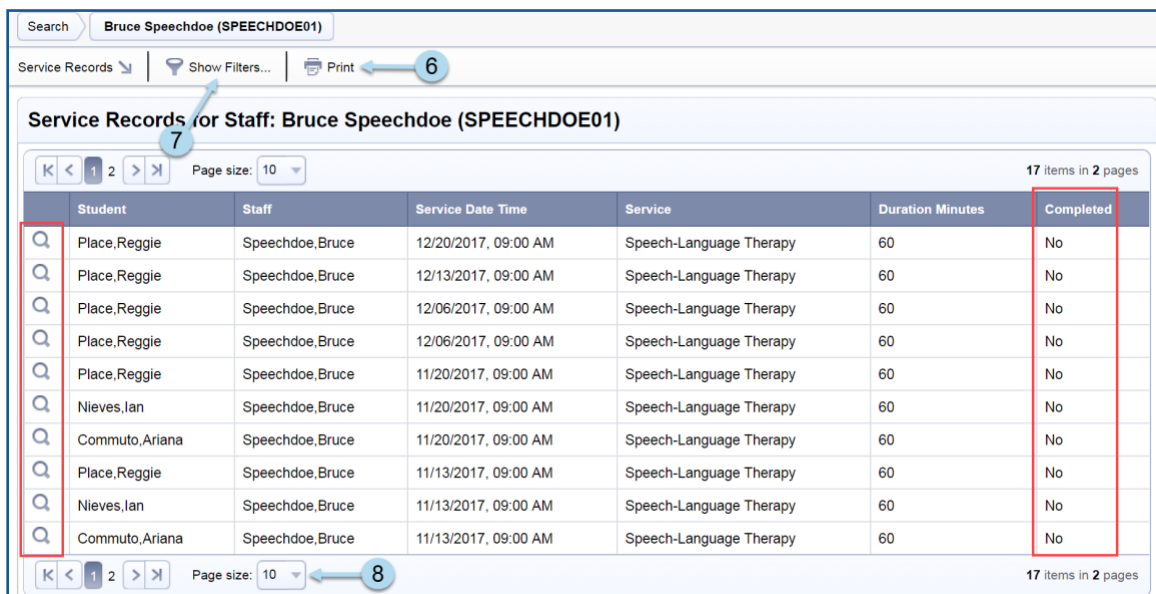 Search Bruce Speechdoe (SPEECHDOE01)
Service Records Show Filters... Print 6
7
Service Records for Staff: Bruce Speechdoe (SPEECHDOE01)
1 2 Page size: 10 17 items in 2 pages
Student Staff Service Date Time Service Duration Minutes Completed
Place,Reggie Speechdoe,Bruce 12/20/2017, 09:00 AM Speech-Language Therapy 60 No
Place,Reggie Speechdoe,Bruce 12/13/2017, 09:00 AM Speech-Language Therapy 60 No
Place,Reggie Speechdoe,Bruce 12/06/2017, 09:00 AM Speech-Language Therapy 60 No
Place,Reggie Speechdoe,Bruce 12/06/2017, 09:00 AM Speech-Language Therapy 60 No
Place,Reggie Speechdoe,Bruce 11/20/2017, 09:00 AM Speech-Language Therapy 60 No
Nieves,Ian Speechdoe,Bruce 11/20/2017, 09:00 AM Speech-Language Therapy 60 No
Commuto,Ariana Speechdoe,Bruce 11/20/2017, 09:00 AM Speech-Language Therapy 60 No
Place,Reggie Speechdoe,Bruce 11/13/2017, 09:00 AM Speech-Language Therapy 60 No
Nieves,Ian Speechdoe,Bruce 11/13/2017, 09:00 AM Speech-Language Therapy 60 No
Commuto,Ariana Speechdoe,Bruce 11/13/2017, 09:00 AM Speech-Language Therapy 60 No
1 2 Page size: 10 8 17 items in 2 pages